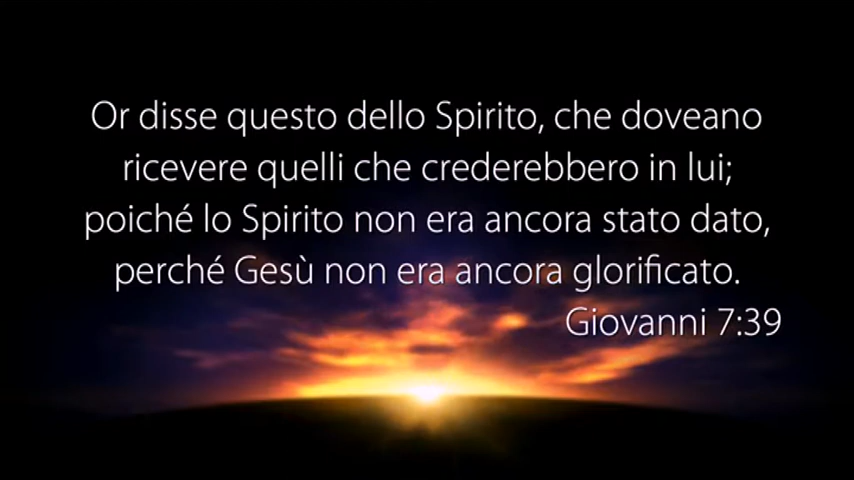 Or disse questo dello Spirito, che doveano
ricevere quelli che crederebbero in lui;
poiché lo Spirito non era ancora stato dato,
perché Gesù non era ancora glorificato.
Giovanni 7:39